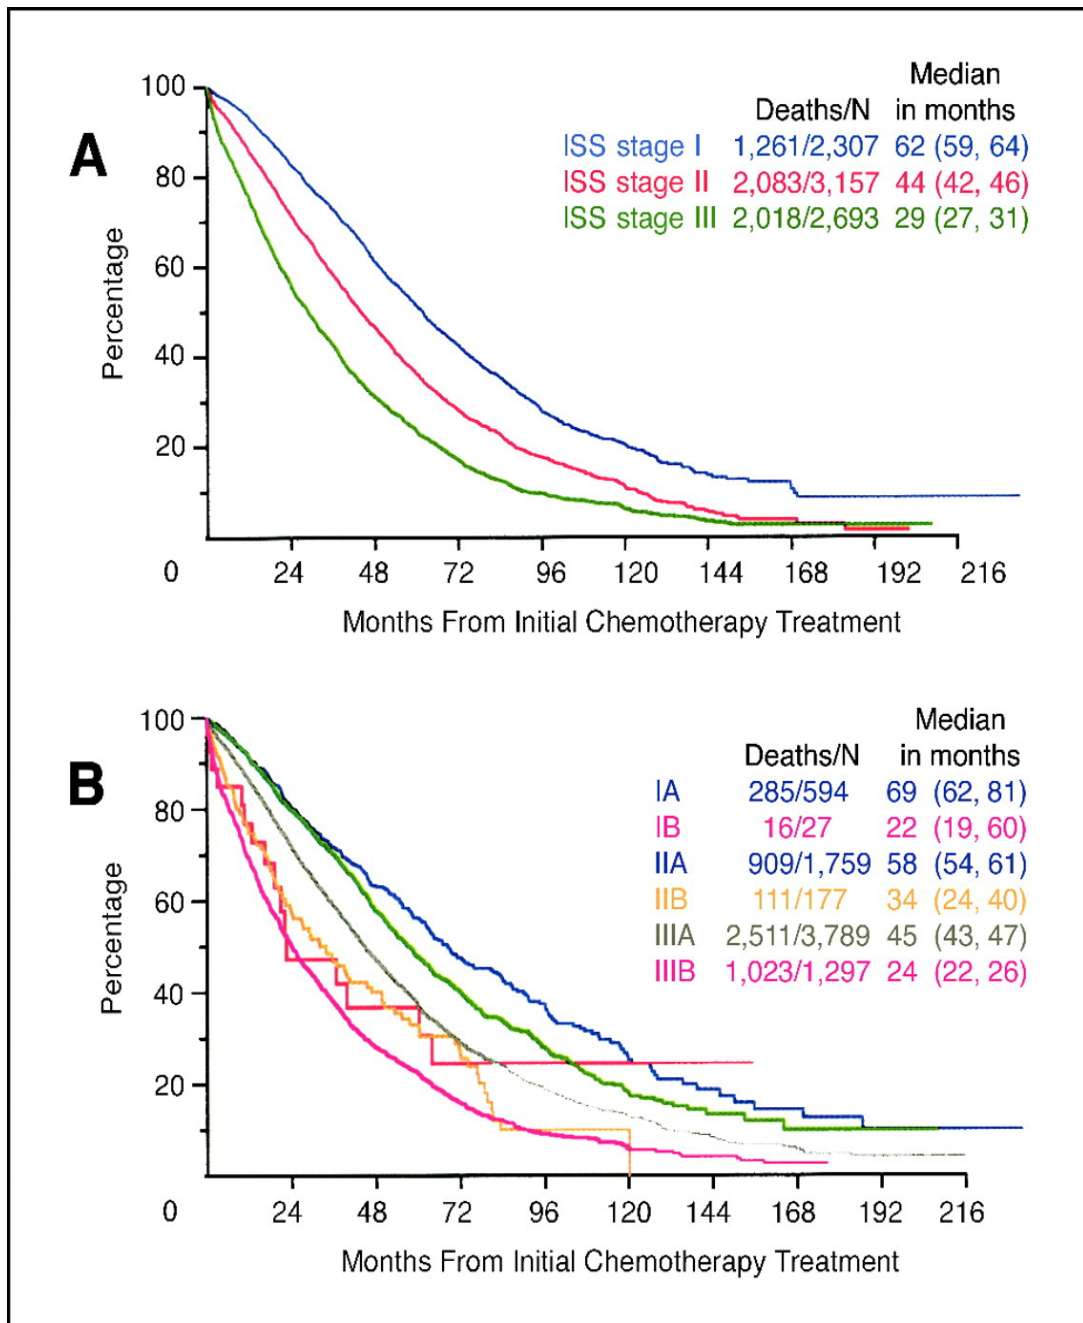 A
Percentage
100
80
60
40
20
0
24 48 72 96 120 144 168 192 216
Months From Initial Chemotherapy Treatment
Median
Deaths/N in months
ISS stage I 1,261/2,307 62 (59, 64)
ISS stage II 2,083/3,157 44 (42, 46)
ISS stage III 2,018/2,693 29 (27, 31)
B
Percentage
100
80
60
40
20
0
24 48 72 96 120 144 168 192 216
Months From Initial Chemotherapy Treatment
Median
Deaths/N in months
IA 285/594 69 (62, 81)
IB 16/27 22 (19, 60)
IIA 909/1,759 58 (54, 61)
IIB 111/177 34 (24, 40)
IIIA 2,511/3,789 45 (43, 47)
IIIB 1,023/1,297 24 (22, 26)